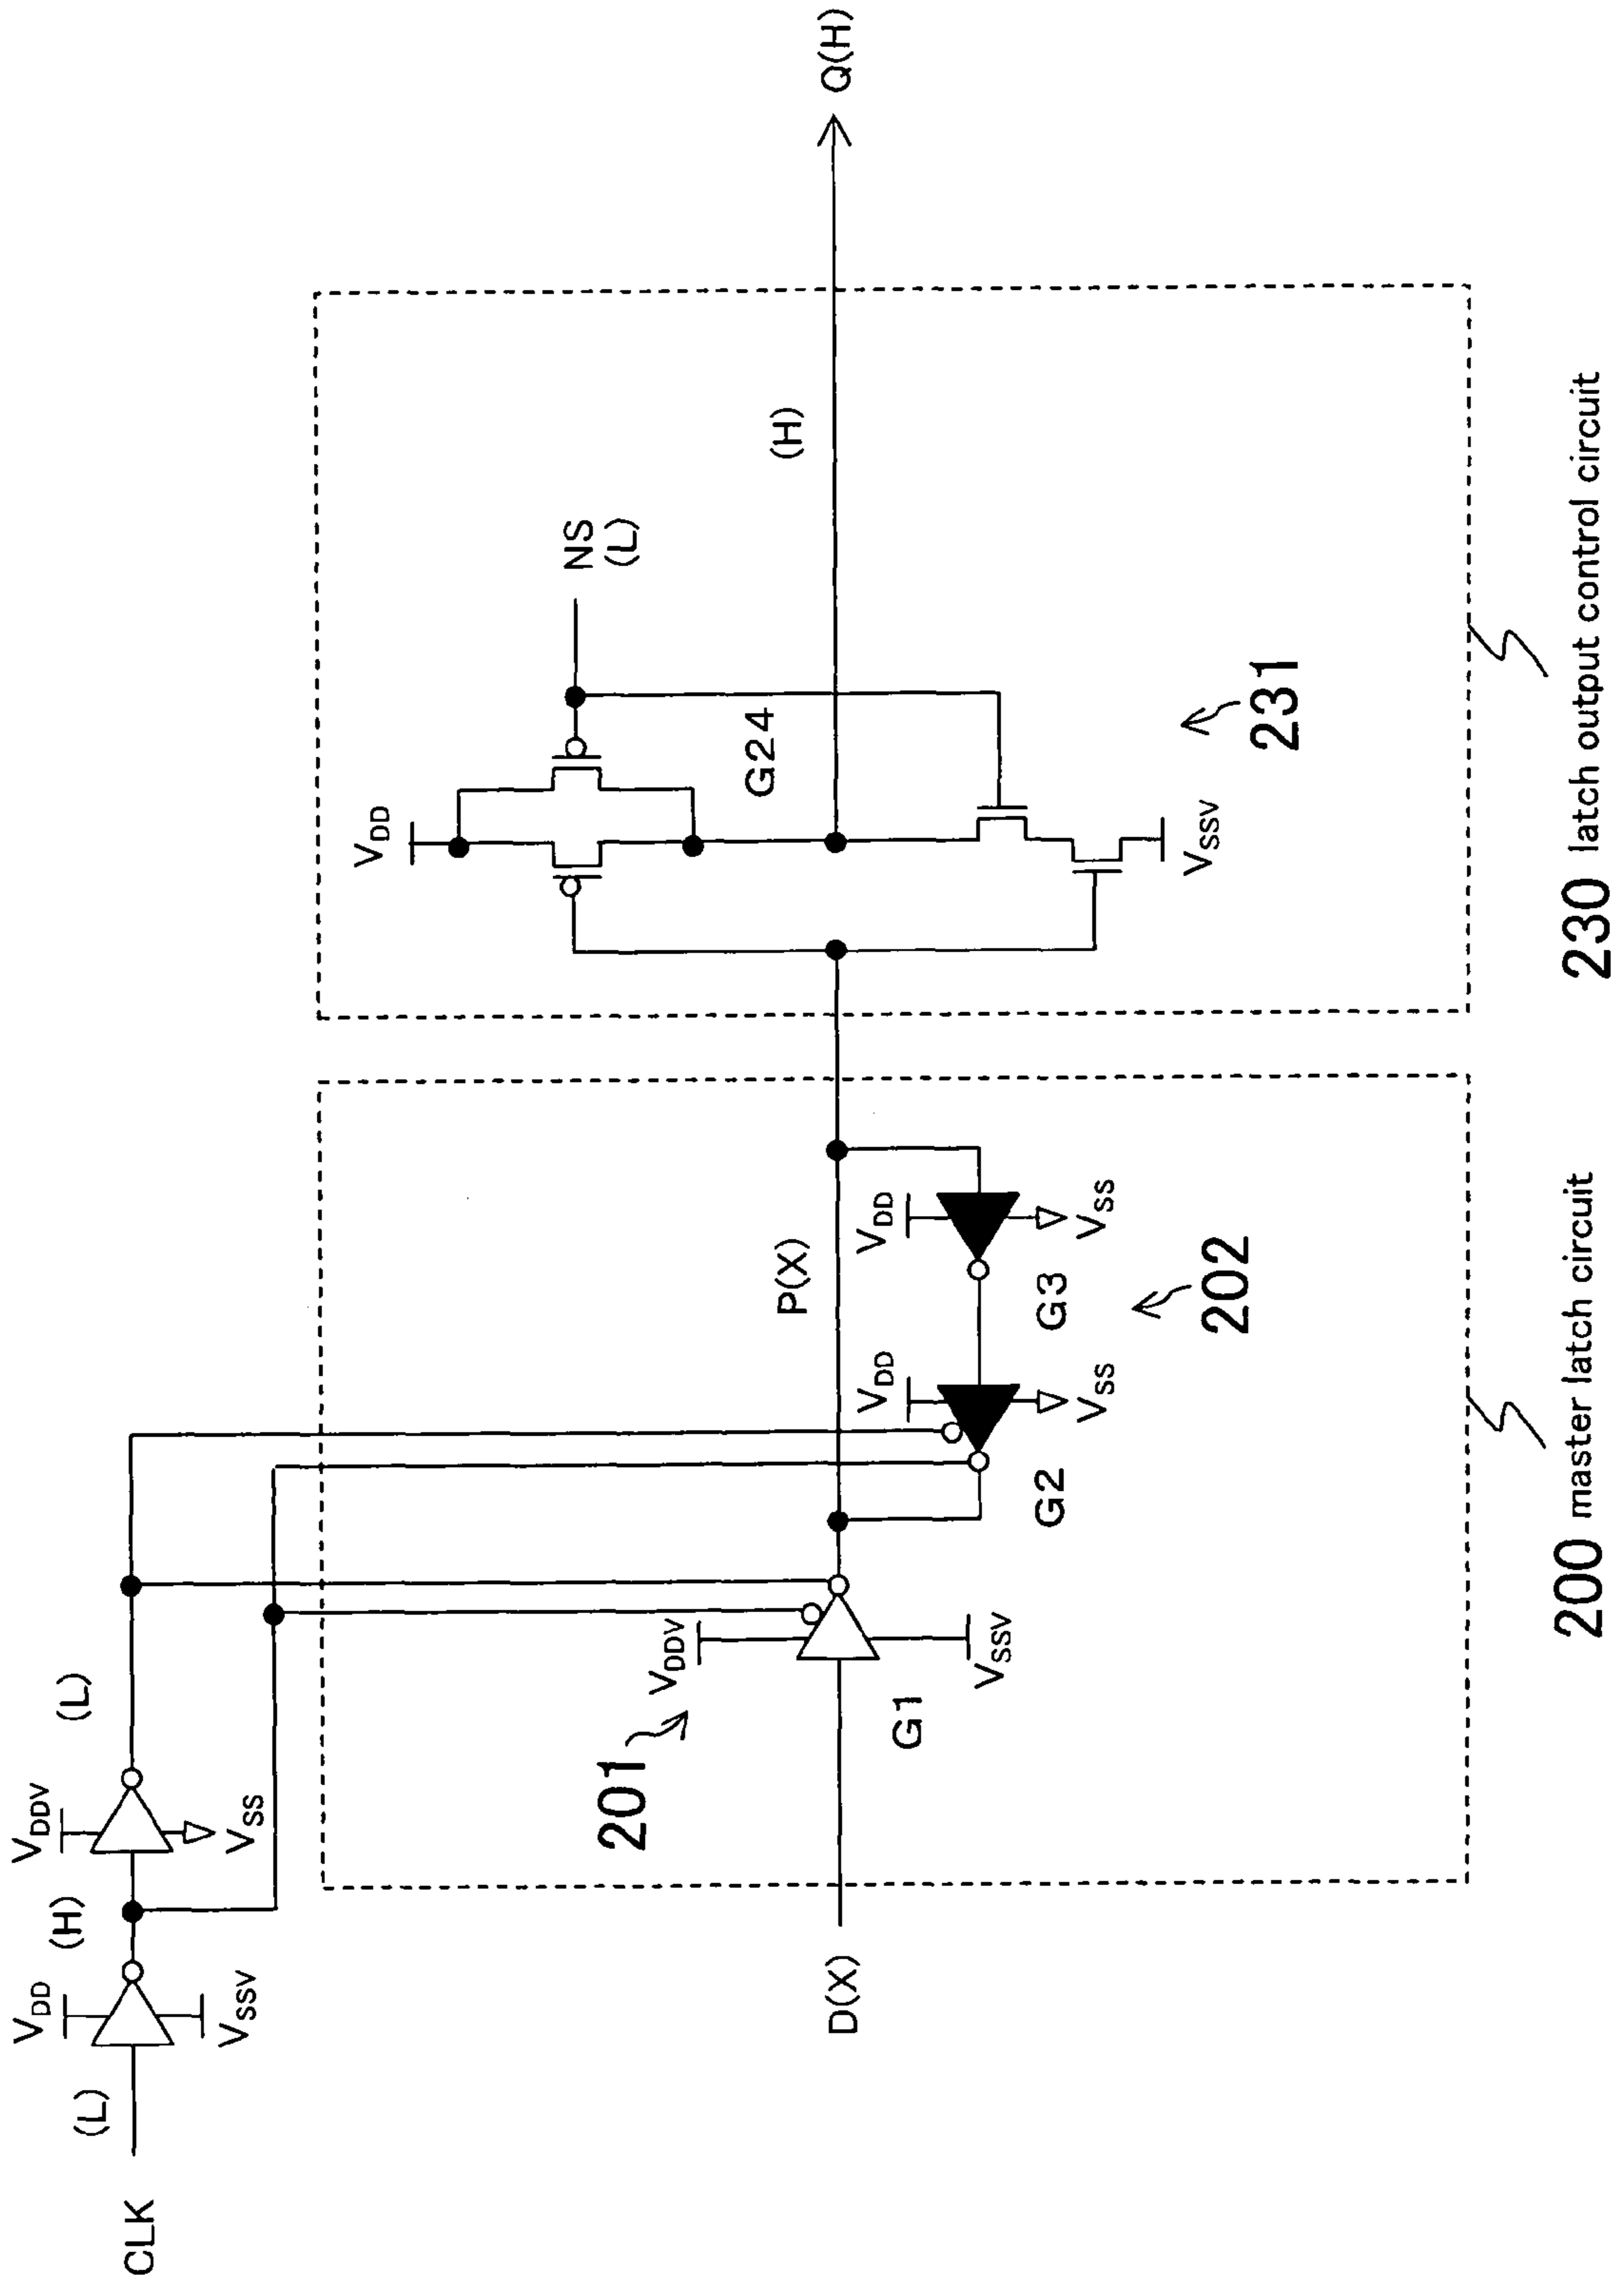 CLK
(L)
VDD
VSSV
(H)
VDDV
VSS
(L)
D(X)
201
VDDV
VSSV
G1
P(X)
VDD
VSS
G2
VDD
VSS
G3
202
200 master latch circuit
VDD
NS
(L)
G24
VSSV
231
(H)
Q(H)
230 latch output control circuit